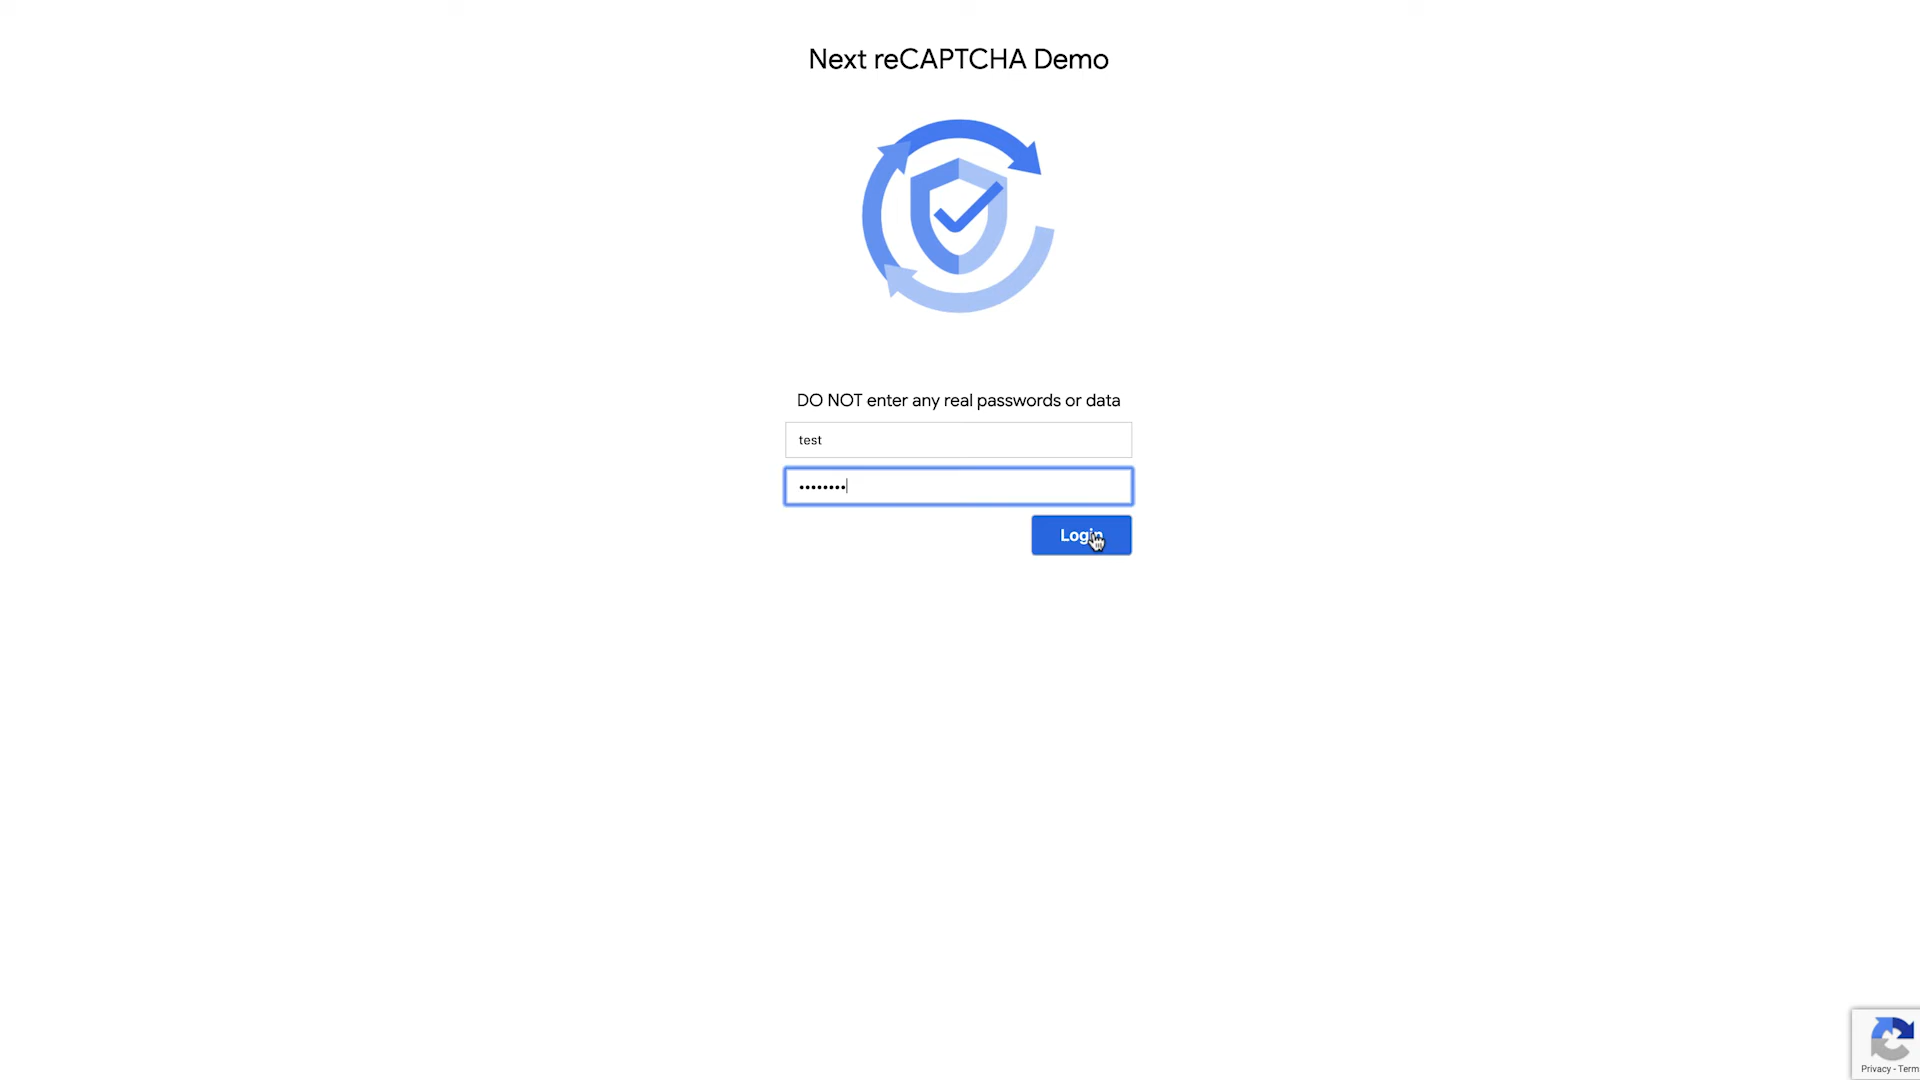 Next reCAPTCHA Demo
DO NOT enter any real passwords or data
test
••••••••
Login
Privacy - Term